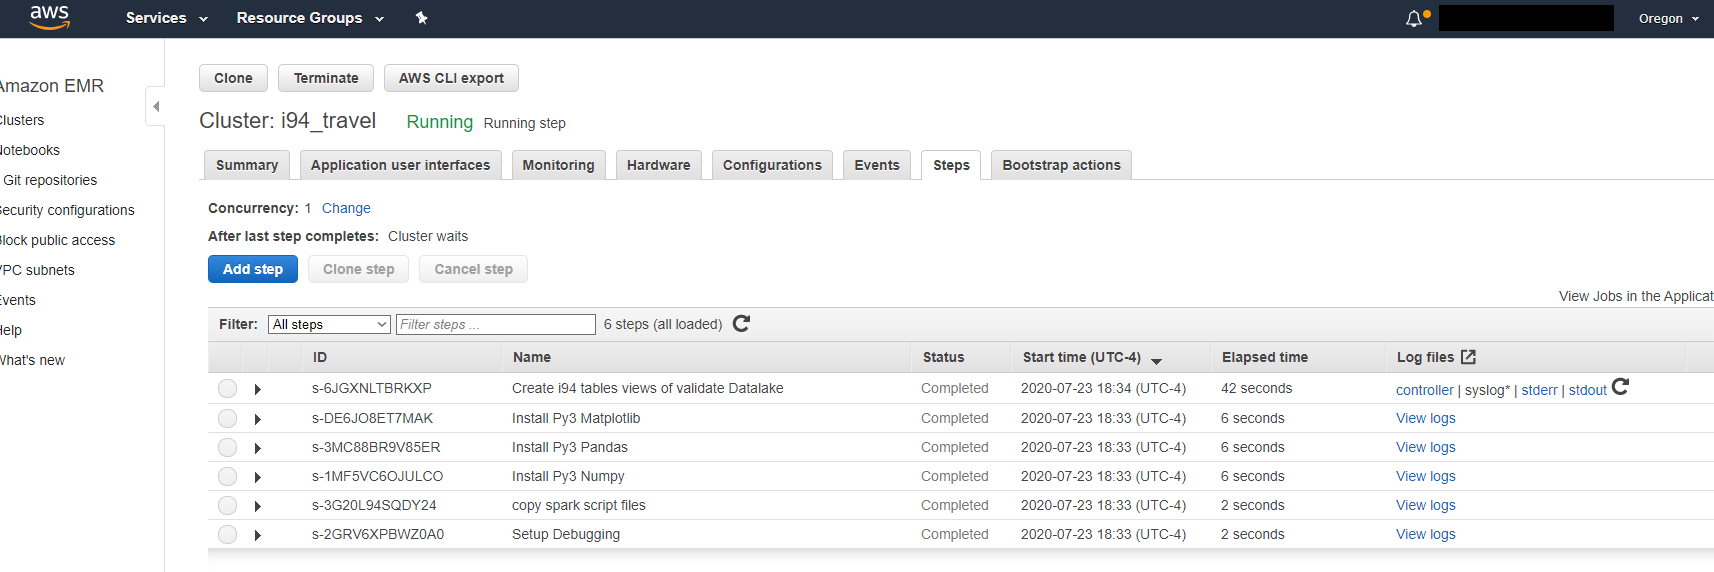 aws Services Resource Groups Oregon
Amazon EMR
Clusters
Notebooks
Git repositories
Security configurations
Block public access
VPC subnets
Events
Help
What's new
Clone Terminate AWS CLI export
Cluster: i94_travel Running Running step
Summary Application user interfaces Monitoring Hardware Configurations Events Steps Bootstrap actions
Concurrency: 1 Change
After last step completes: Cluster waits
Add step Clone step Cancel step
View Jobs in the Applicat
Filter: All steps Filter steps ... 6 steps (all loaded)
ID Name Status Start time (UTC-4) Elapsed time Log files
s-6JGXNLTBRKXP Create i94 tables views of validate Datalake Completed 2020-07-23 18:34 (UTC-4) 42 seconds controller | syslog* | stderr | stdout
s-DE6JO8ET7MAK Install Py3 Matplotlib Completed 2020-07-23 18:33 (UTC-4) 6 seconds View logs
s-3MC88BR9V85ER Install Py3 Pandas Completed 2020-07-23 18:33 (UTC-4) 6 seconds View logs
s-1MF5VC6OJULCO Install Py3 Numpy Completed 2020-07-23 18:33 (UTC-4) 6 seconds View logs
s-3G20L94SQDY24 copy spark script files Completed 2020-07-23 18:33 (UTC-4) 2 seconds View logs
s-2GRV6XPBWZ0A0 Setup Debugging Completed 2020-07-23 18:33 (UTC-4) 2 seconds View logs